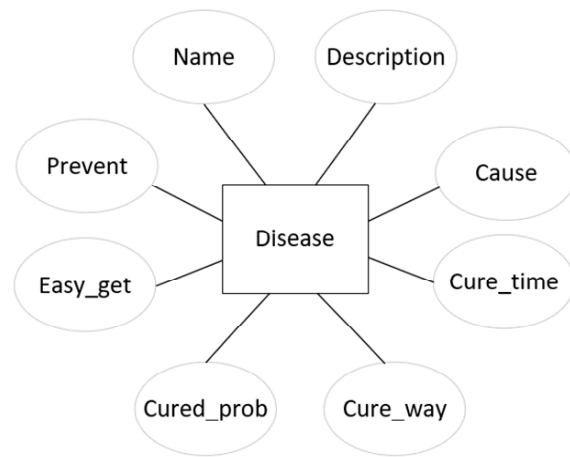 Name
Description
Prevent
Cause
Disease
Easy_get
Cure_time
Cured_prob
Cure_way